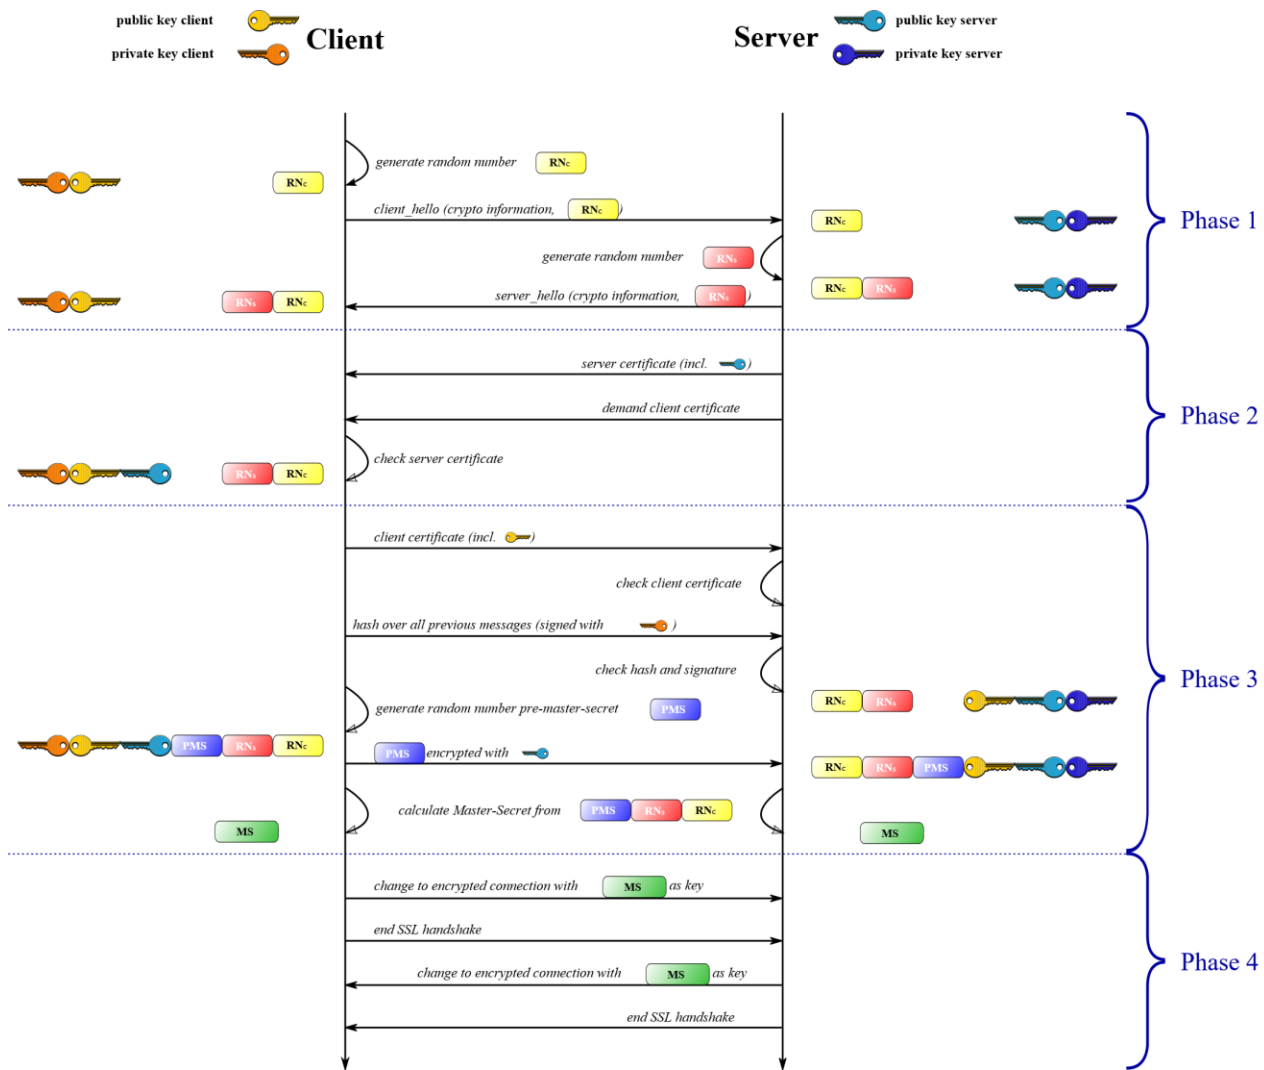 public key client
private key client
Client
Server
public key server
private key server
generate random number RNc
RNc
client_hello (crypto information, RNc )
RNc
Phase 1
generate random number RNs
RNc RNs
server_hello (crypto information, RNs )
RNs RNc
server certificate (incl. )
demand client certificate
Phase 2
check server certificate
RNs RNc
client certificate (incl. )
check client certificate
hash over all previous messages (signed with )
check hash and signature
Phase 3
RNc RNs
generate random number pre-master-secret PMS
PMS RNs RNc
PMS encrypted with
RNc RNs PMS
calculate Master-Secret from PMS RNs RNc
MS
MS
change to encrypted connection with MS as key
end SSL handshake
Phase 4
change to encrypted connection with MS as key
end SSL handshake